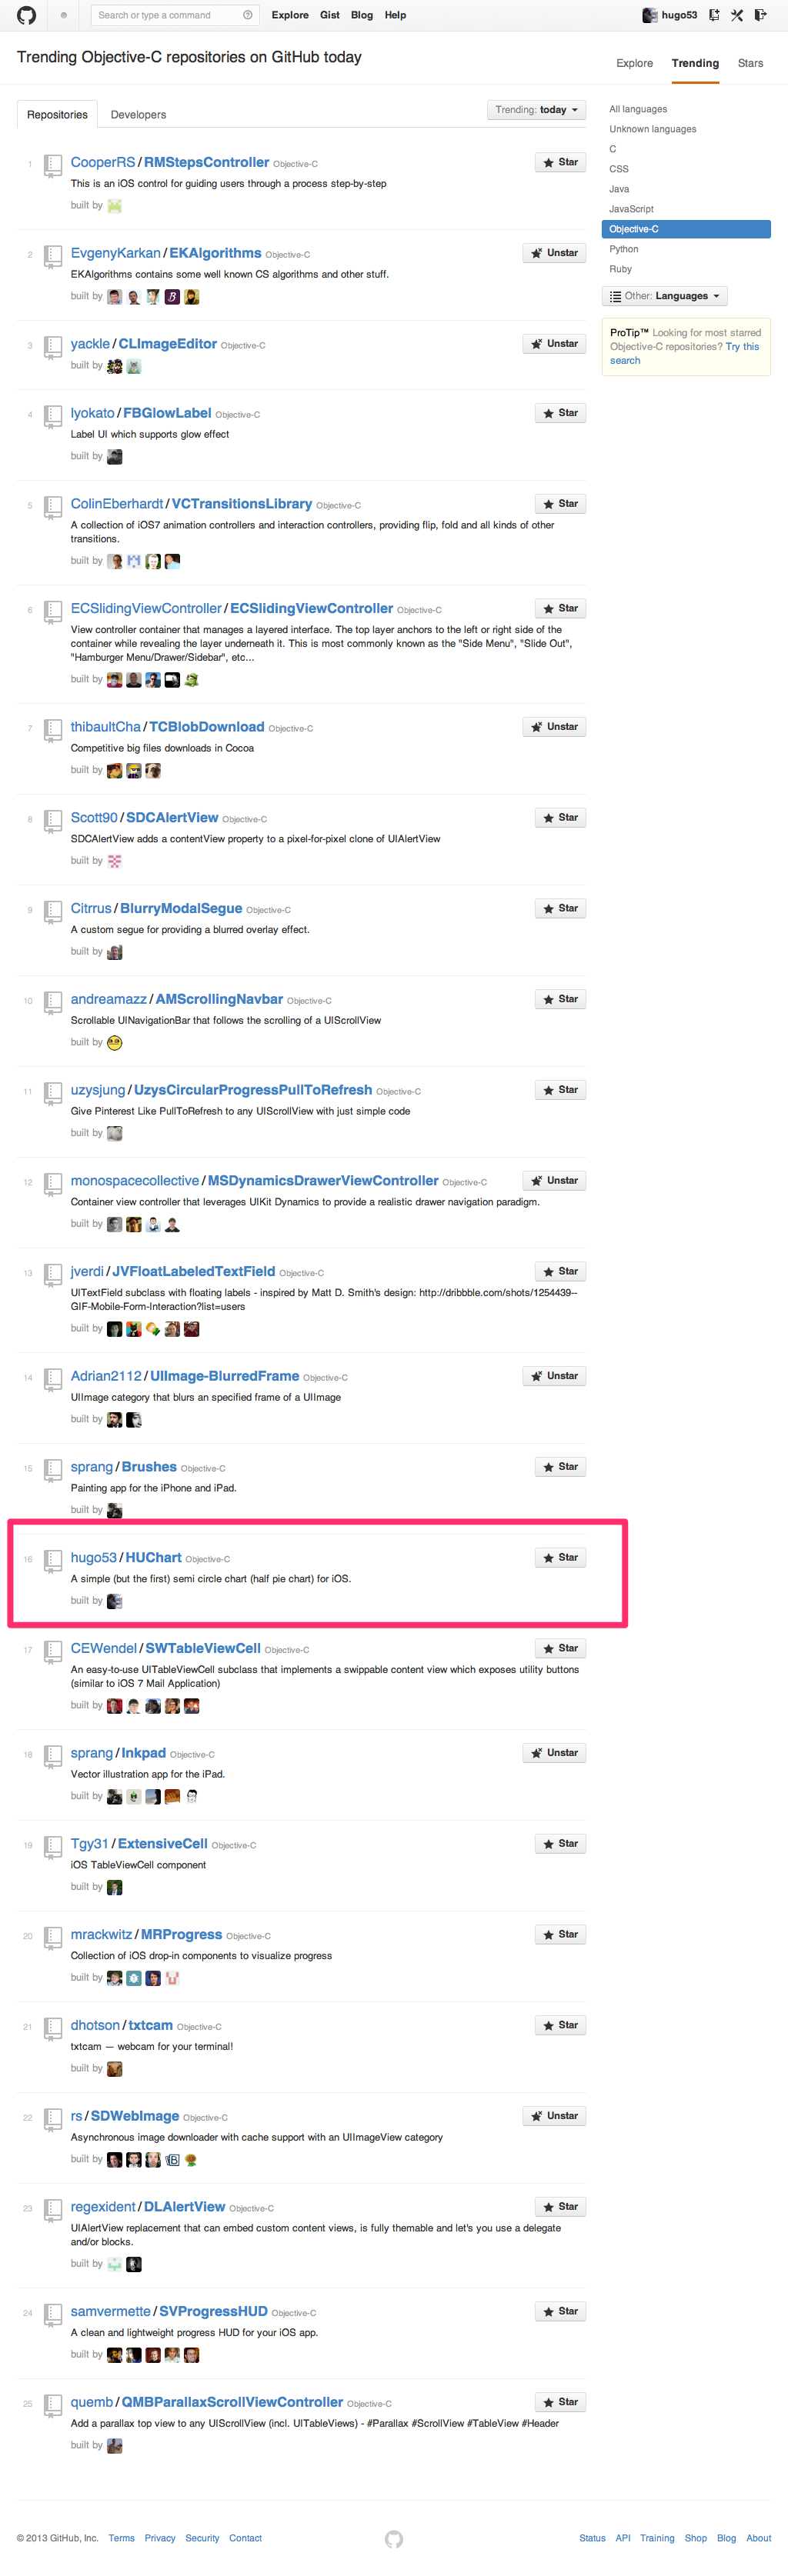 Search or type a command
Explore Gist Blog Help
hugo53
Trending Objective-C repositories on GitHub today
Explore Trending Stars
Repositories Developers
Trending: today
All languages
Unknown languages
C
CSS
Java
JavaScript
Objective-C
Python
Ruby
Other: Languages
ProTip™ Looking for most starred
Objective-C repositories? Try this
search
1 CooperRS / RMStepsController Objective-C Star
This is an iOS control for guiding users through a process step-by-step
built by
2 EvgenyKarkan / EKAlgorithms Objective-C Unstar
EKAlgorithms contains some well known CS algorithms and other stuff.
built by
3 yackle / CLImageEditor Objective-C Unstar
built by
4 lyokato / FBGlowLabel Objective-C Star
Label UI which supports glow effect
built by
5 ColinEberhardt / VCTransitionsLibrary Objective-C Star
A collection of iOS7 animation controllers and interaction controllers, providing flip, fold and all kinds of other
transitions.
built by
6 ECSlidingViewController / ECSlidingViewController Objective-C Star
View controller container that manages a layered interface. The top layer anchors to the left or right side of the
container while revealing the layer underneath it. This is most commonly known as the "Side Menu", "Slide Out",
"Hamburger Menu/Drawer/Sidebar", etc...
built by
7 thibaultCha / TCBlobDownload Objective-C Unstar
Competitive big files downloads in Cocoa
built by
8 Scott90 / SDCAlertView Objective-C Star
SDCAlertView adds a contentView property to a pixel-for-pixel clone of UIAlertView
built by
9 Citrrus / BlurryModalSegue Objective-C Star
A custom segue for providing a blurred overlay effect.
built by
10 andreamazz / AMScrollingNavbar Objective-C Star
Scrollable UINavigationBar that follows the scrolling of a UIScrollView
built by
11 uzysjung / UzysCircularProgressPullToRefresh Objective-C Star
Give Pinterest Like PullToRefresh to any UIScrollView with just simple code
built by
12 monospacecollective / MSDynamicsDrawerViewController Objective-C Unstar
Container view controller that leverages UIKit Dynamics to provide a realistic drawer navigation paradigm.
built by
13 jverdi / JVFloatLabeledTextField Objective-C Star
UITextField subclass with floating labels - inspired by Matt D. Smith's design: http://dribbble.com/shots/1254439--
GIF-Mobile-Form-Interaction?list=users
built by
14 Adrian2112 / UIImage-BlurredFrame Objective-C Unstar
UIImage category that blurs an specified frame of a UIImage
built by
15 sprang / Brushes Objective-C Star
Painting app for the iPhone and iPad.
built by
16 hugo53 / HUChart Objective-C Star
A simple (but the first) semi circle chart (half pie chart) for iOS.
built by
17 CEWendel / SWTableViewCell Objective-C Star
An easy-to-use UITableViewCell subclass that implements a swippable content view which exposes utility buttons
(similar to iOS 7 Mail Application)
built by
18 sprang / Inkpad Objective-C Unstar
Vector illustration app for the iPad.
built by
19 Tgy31 / ExtensiveCell Objective-C Star
iOS TableViewCell component
built by
20 mrackwitz / MRProgress Objective-C Star
Collection of iOS drop-in components to visualize progress
built by
21 dhotson / txtcam Objective-C Star
txtcam — webcam for your terminal!
built by
22 rs / SDWebImage Objective-C Unstar
Asynchronous image downloader with cache support with an UIImageView category
built by
23 regexident / DLAlertView Objective-C Star
UIAlertView replacement that can embed custom content views, is fully themable and let's you use a delegate
and/or blocks.
built by
24 samvermette / SVProgressHUD Objective-C Star
A clean and lightweight progress HUD for your iOS app.
built by
25 quemb / QMBParallaxScrollViewController Objective-C Star
Add a parallax top view to any UIScrollView (incl. UITableViews) - #Parallax #ScrollView #TableView #Header
built by
© 2013 GitHub, Inc. Terms Privacy Security Contact
Status API Training Shop Blog About